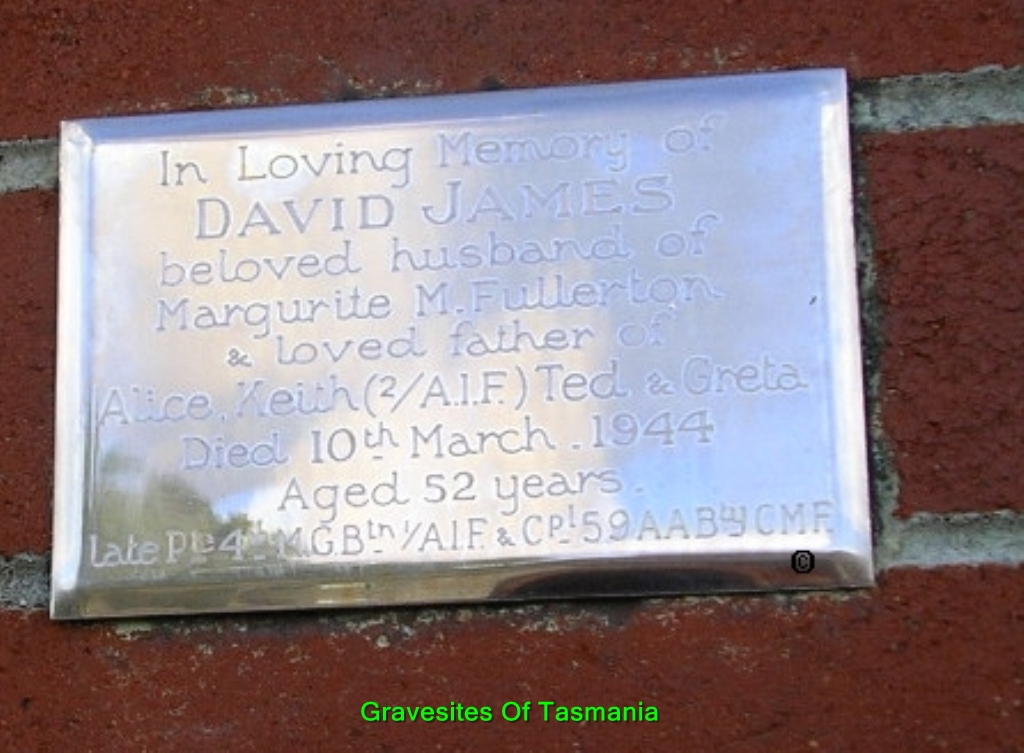 In Loving Memory of
DAVID JAMES
beloved husband of
Margurite M. Fullerton
& loved father of
Alice, Keith (2/A.I.F.) Ted & Greta
Died 10th March . 1944
Aged 52 years.
late Pte 4th M.G.Btn 1/A.I.F. & Cpl 59 A A Bty C M F.
©
Gravesites Of Tasmania